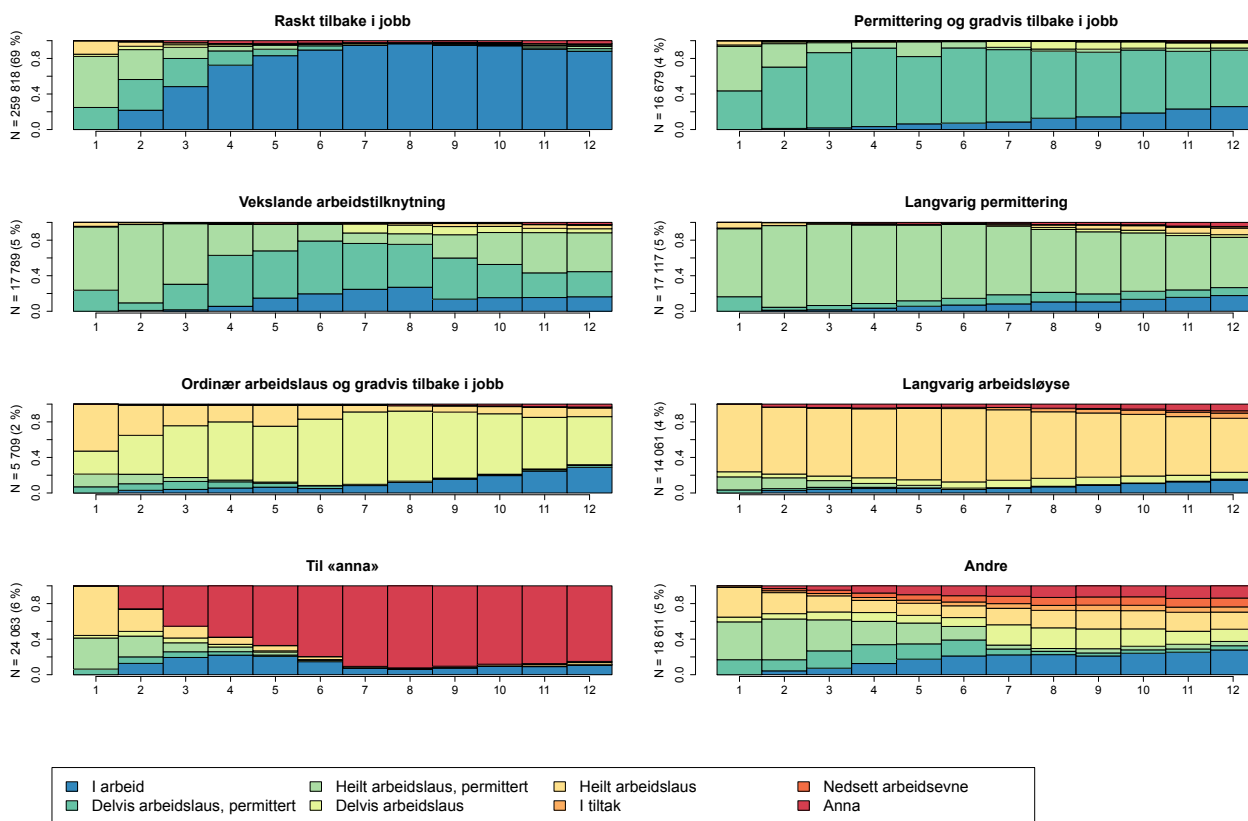 Raskt tilbake i jobb
N = 259 818 (69 %)
0.0 0.4 0.8
1 2 3 4 5 6 7 8 9 10 11 12
Permittering og gradvis tilbake i jobb
N = 16 679 (4 %)
0.0 0.4 0.8
1 2 3 4 5 6 7 8 9 10 11 12
Vekslande arbeidstilknytning
N = 17 789 (5 %)
0.0 0.4 0.8
1 2 3 4 5 6 7 8 9 10 11 12
Langvarig permittering
N = 17 117 (5 %)
0.0 0.4 0.8
1 2 3 4 5 6 7 8 9 10 11 12
Ordinær arbeidslaus og gradvis tilbake i jobb
N = 5 709 (2 %)
0.0 0.4 0.8
1 2 3 4 5 6 7 8 9 10 11 12
Langvarig arbeidsløyse
N = 14 061 (4 %)
0.0 0.4 0.8
1 2 3 4 5 6 7 8 9 10 11 12
Til «anna»
N = 24 063 (6 %)
0.0 0.4 0.8
1 2 3 4 5 6 7 8 9 10 11 12
Andre
N = 18 611 (5 %)
0.0 0.4 0.8
1 2 3 4 5 6 7 8 9 10 11 12
I arbeid
Delvis arbeidslaus, permittert
Heilt arbeidslaus, permittert
Delvis arbeidslaus
Heilt arbeidslaus
I tiltak
Nedsett arbeidsevne
Anna